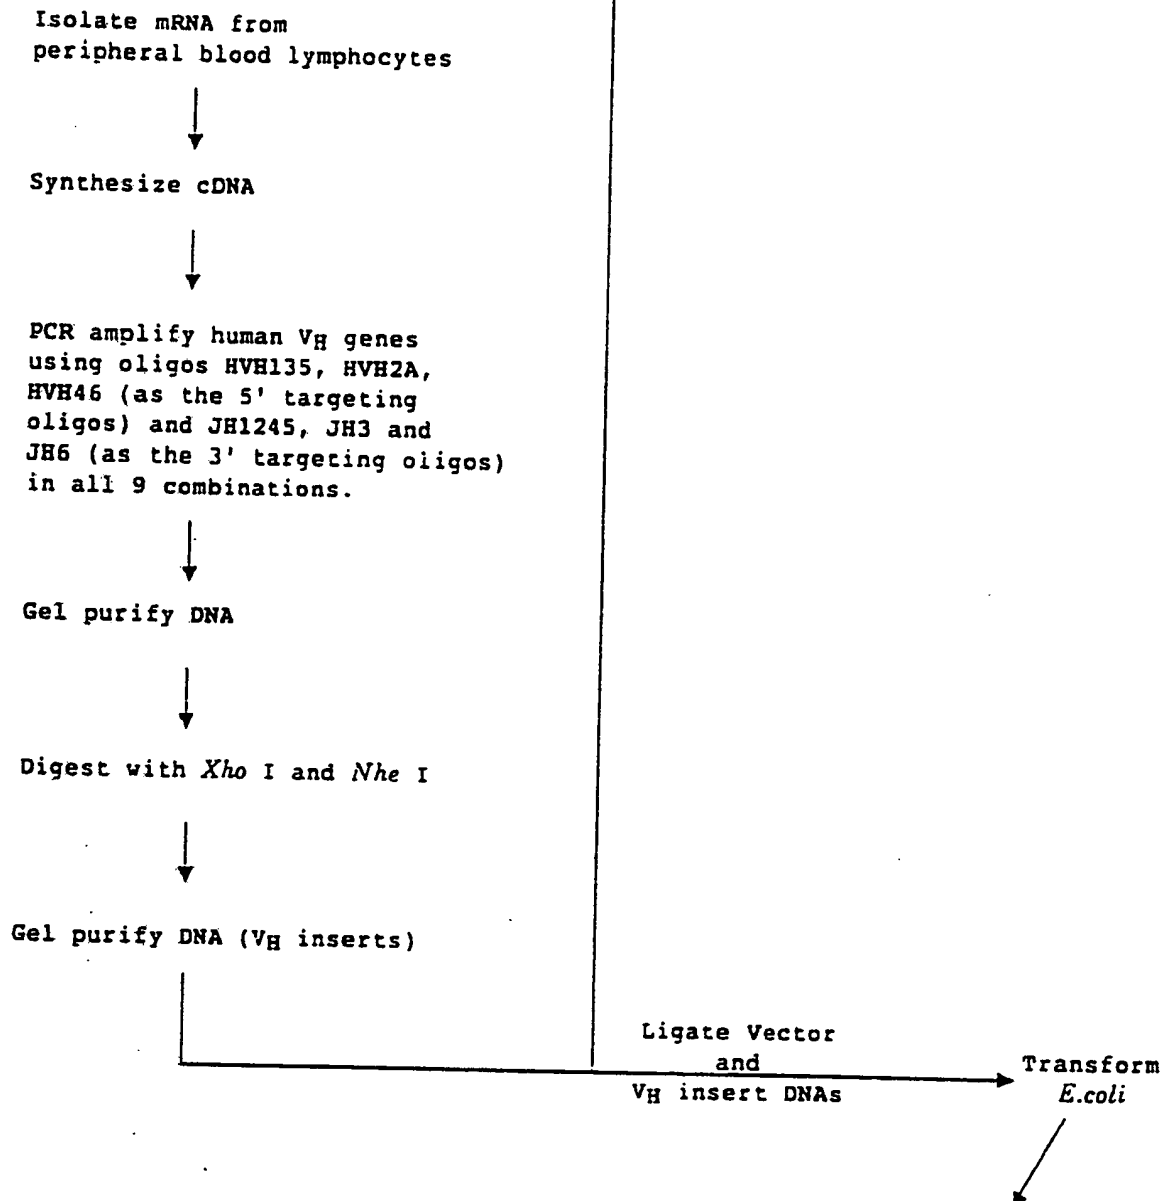 Isolate mRNA from
peripheral blood lymphocytes
Synthesize cDNA
PCR amplify human VH genes
using oligos HVH135, HVH2A,
HVH46 (as the 5' targeting
oligos) and JH1245, JH3 and
JH6 (as the 3' targeting oligos)
in all 9 combinations.
Gel purify DNA
Digest with Xho I and Nhe I
Gel purify DNA (VH inserts)
Ligate Vector
and
VH insert DNAs
Transform
E.coli